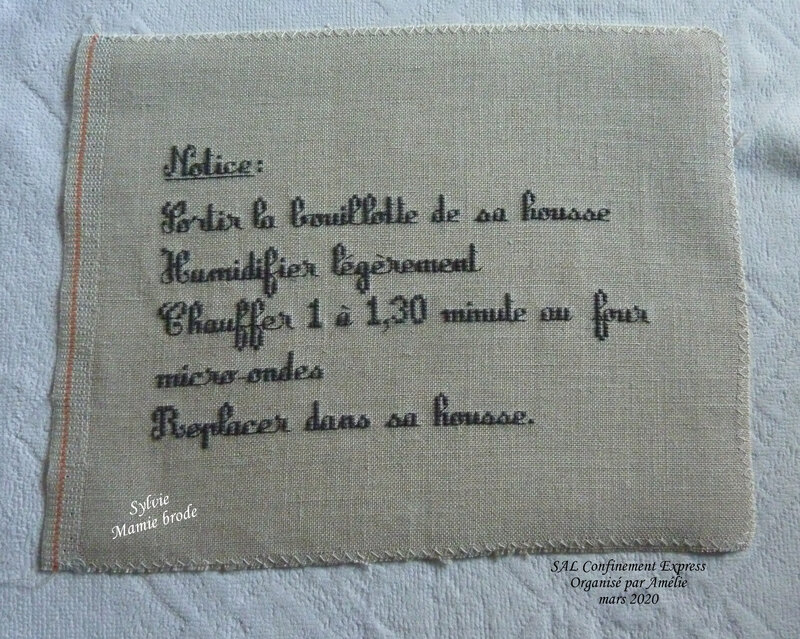 Notice:
Sortir la bouillotte de sa housse
Humidifier légèrement
Chauffer 1 à 1,30 minute au four
micro-ondes
Replacer dans sa housse.
Sylvie
Mamie brode
SAL Confinement Express
Organisé par Amélie
mars 2020